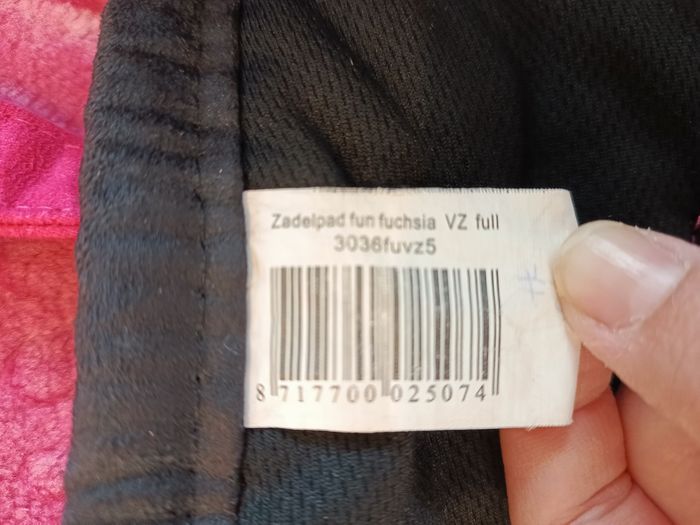 Zadelpad fun fuchsia VZ full
3036fuvz5
8 717700 025074